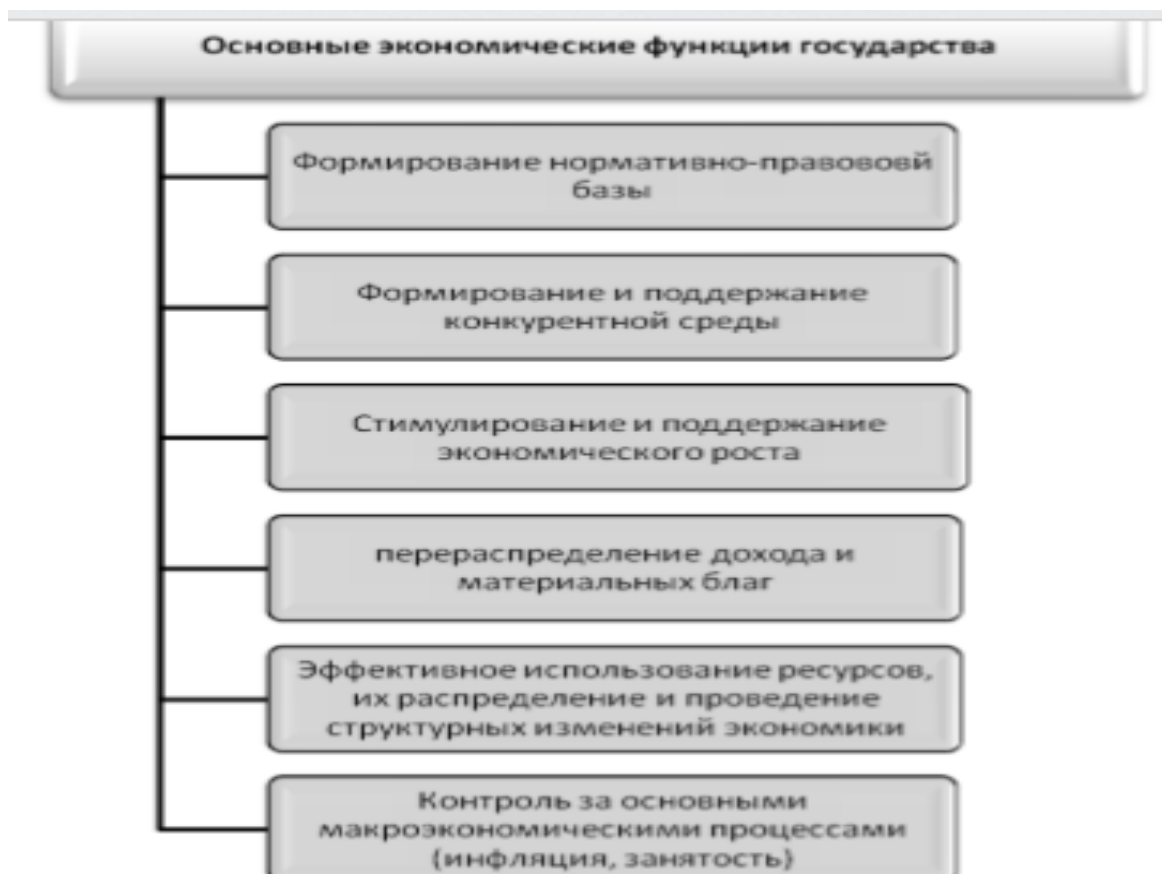 Основные экономические функции государства
Формирование нормативно-правововй
базы
Формирование и поддержание
конкурентной среды
Стимулирование и поддержание
экономического роста
перераспределение дохода и
материальных благ
Эффективное использование ресурсов,
их распределение и проведение
структурных изменений экономики
Контроль за основными
макроэкономическими процессами
(инфляция, занятость)